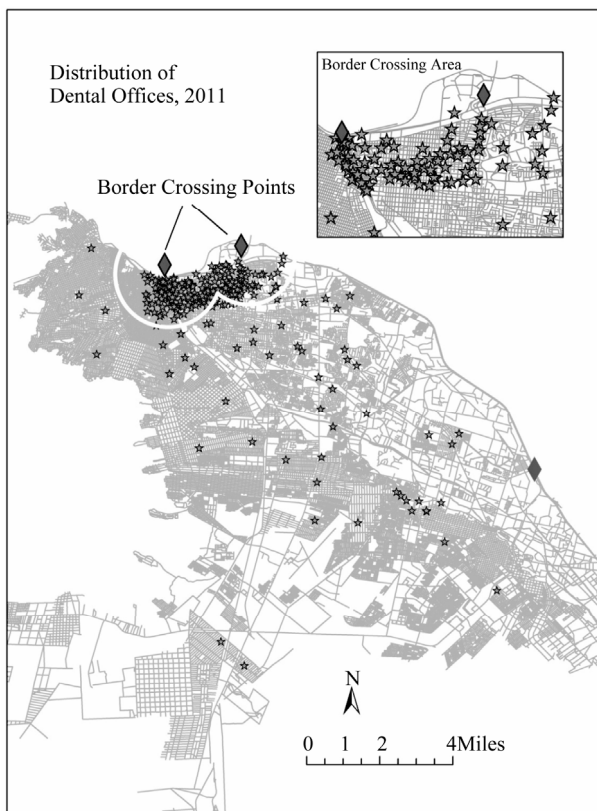 Distribution of
Dental Offices, 2011
Border Crossing Area
Border Crossing Points
N
0 1 2 4Miles